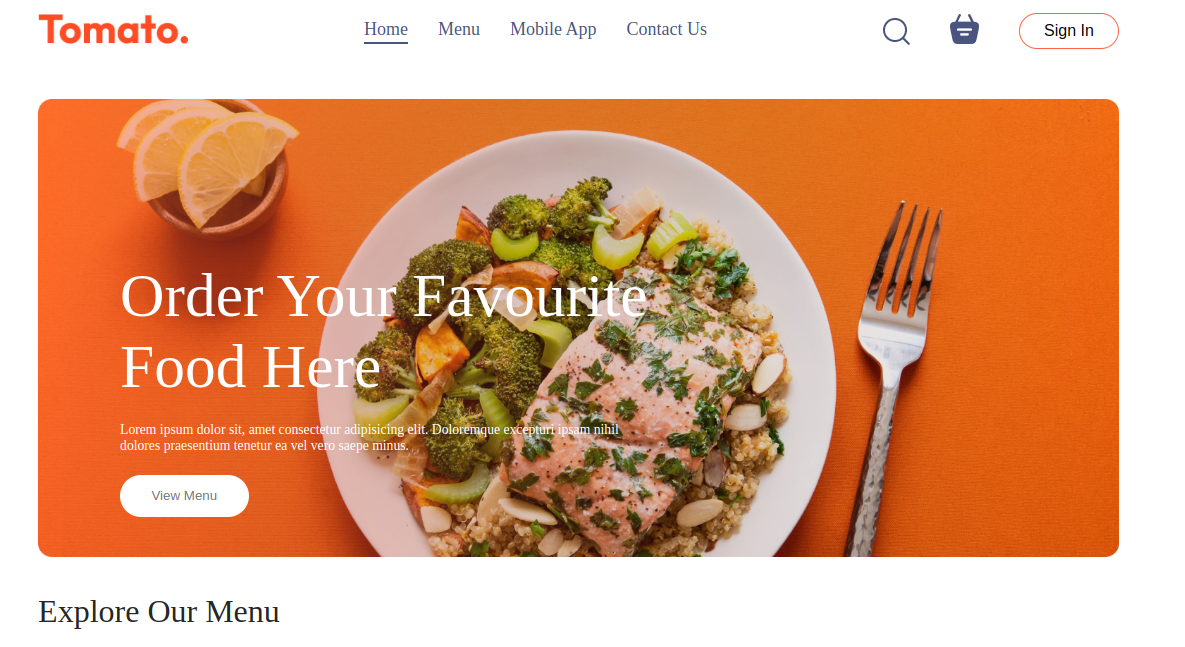 Tomato.
Home Menu Mobile App Contact Us
Sign In
Order Your Favourite
Food Here
Lorem ipsum dolor sit, amet consectetur adipisicing elit. Doloremque excepturi ipsam nihil
dolores praesentium tenetur ea vel vero saepe minus.
View Menu
Explore Our Menu